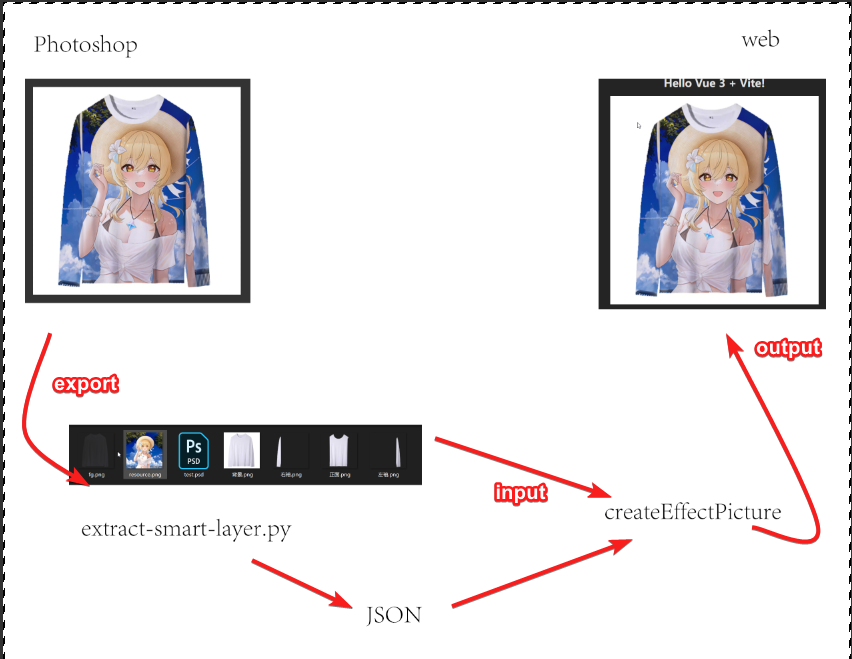 Photoshop
web
Hello Vue 3 + Vite!
export
output
Ps
PSD
fg.png
resource.png
test.psd
背景.png
右袖.png
正面.png
左袖.png
input
createEffectPicture
extract-smart-layer.py
JSON